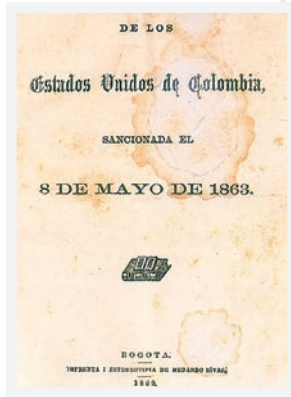 DE LOS
Estados Unidos de Colombia,
SANCIONADA EL
8 DE MAYO DE 1863.
BOGOTA.
IMPRENTA I ESTEREOTIPIA DE MEDARDO RIVAS,